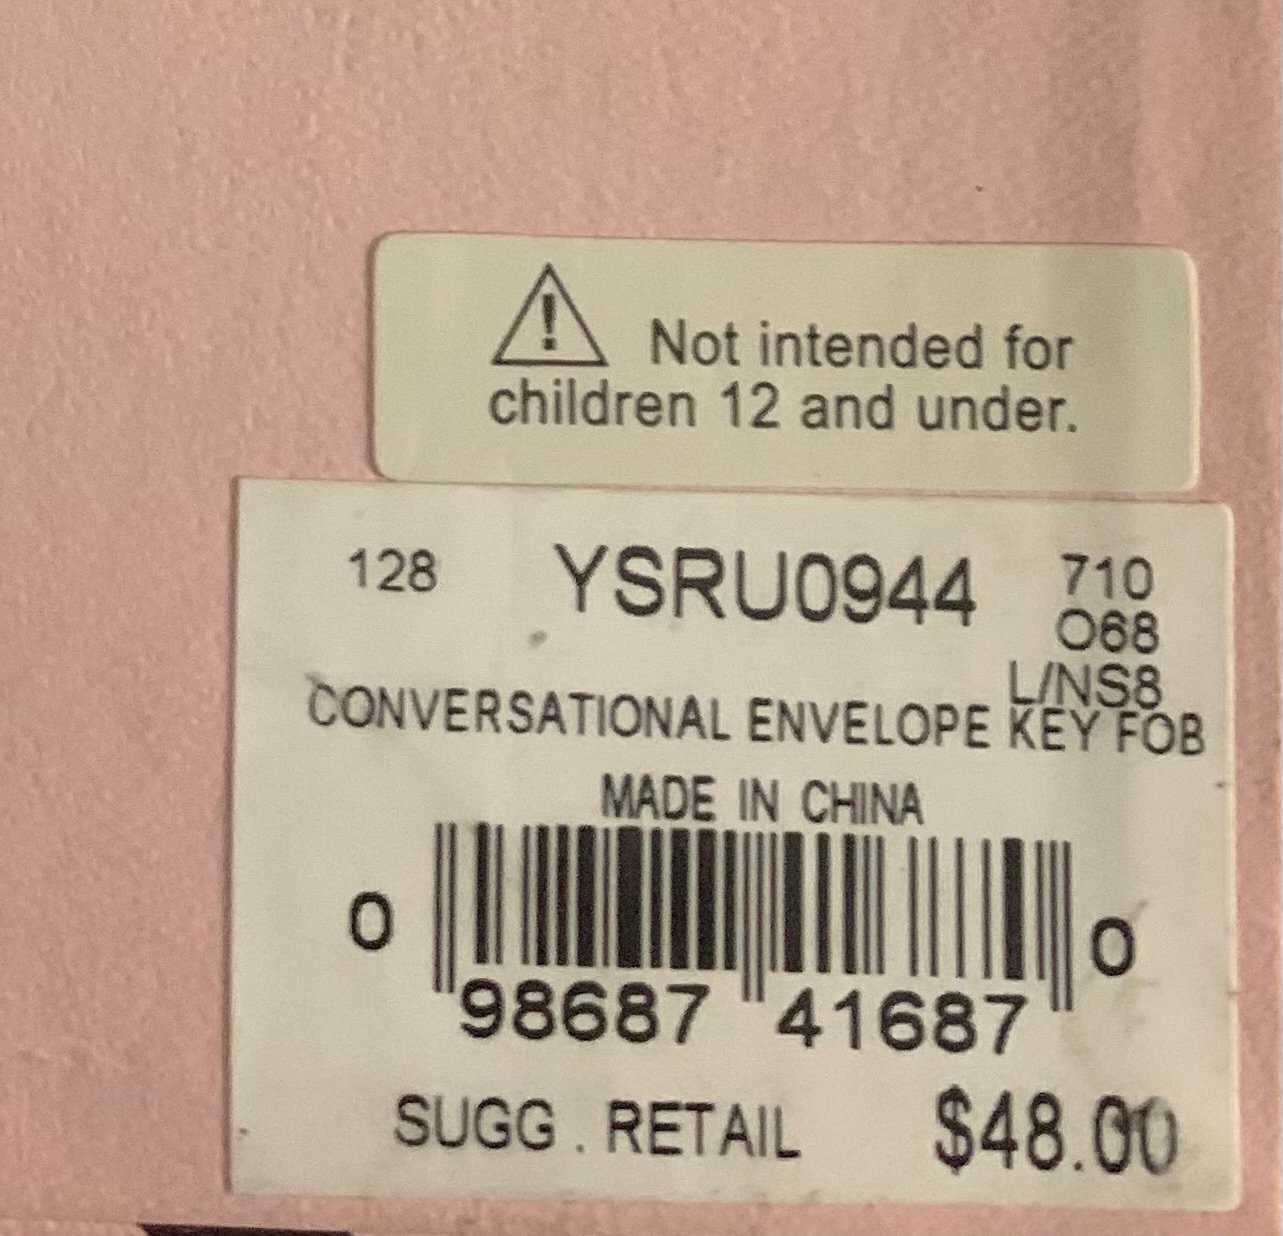 ! Not intended for
children 12 and under.
128 YSRU0944 710
O68
L/NS8
CONVERSATIONAL ENVELOPE KEY FOB
MADE IN CHINA
0 98687 41687 0
SUGG . RETAIL $48.00